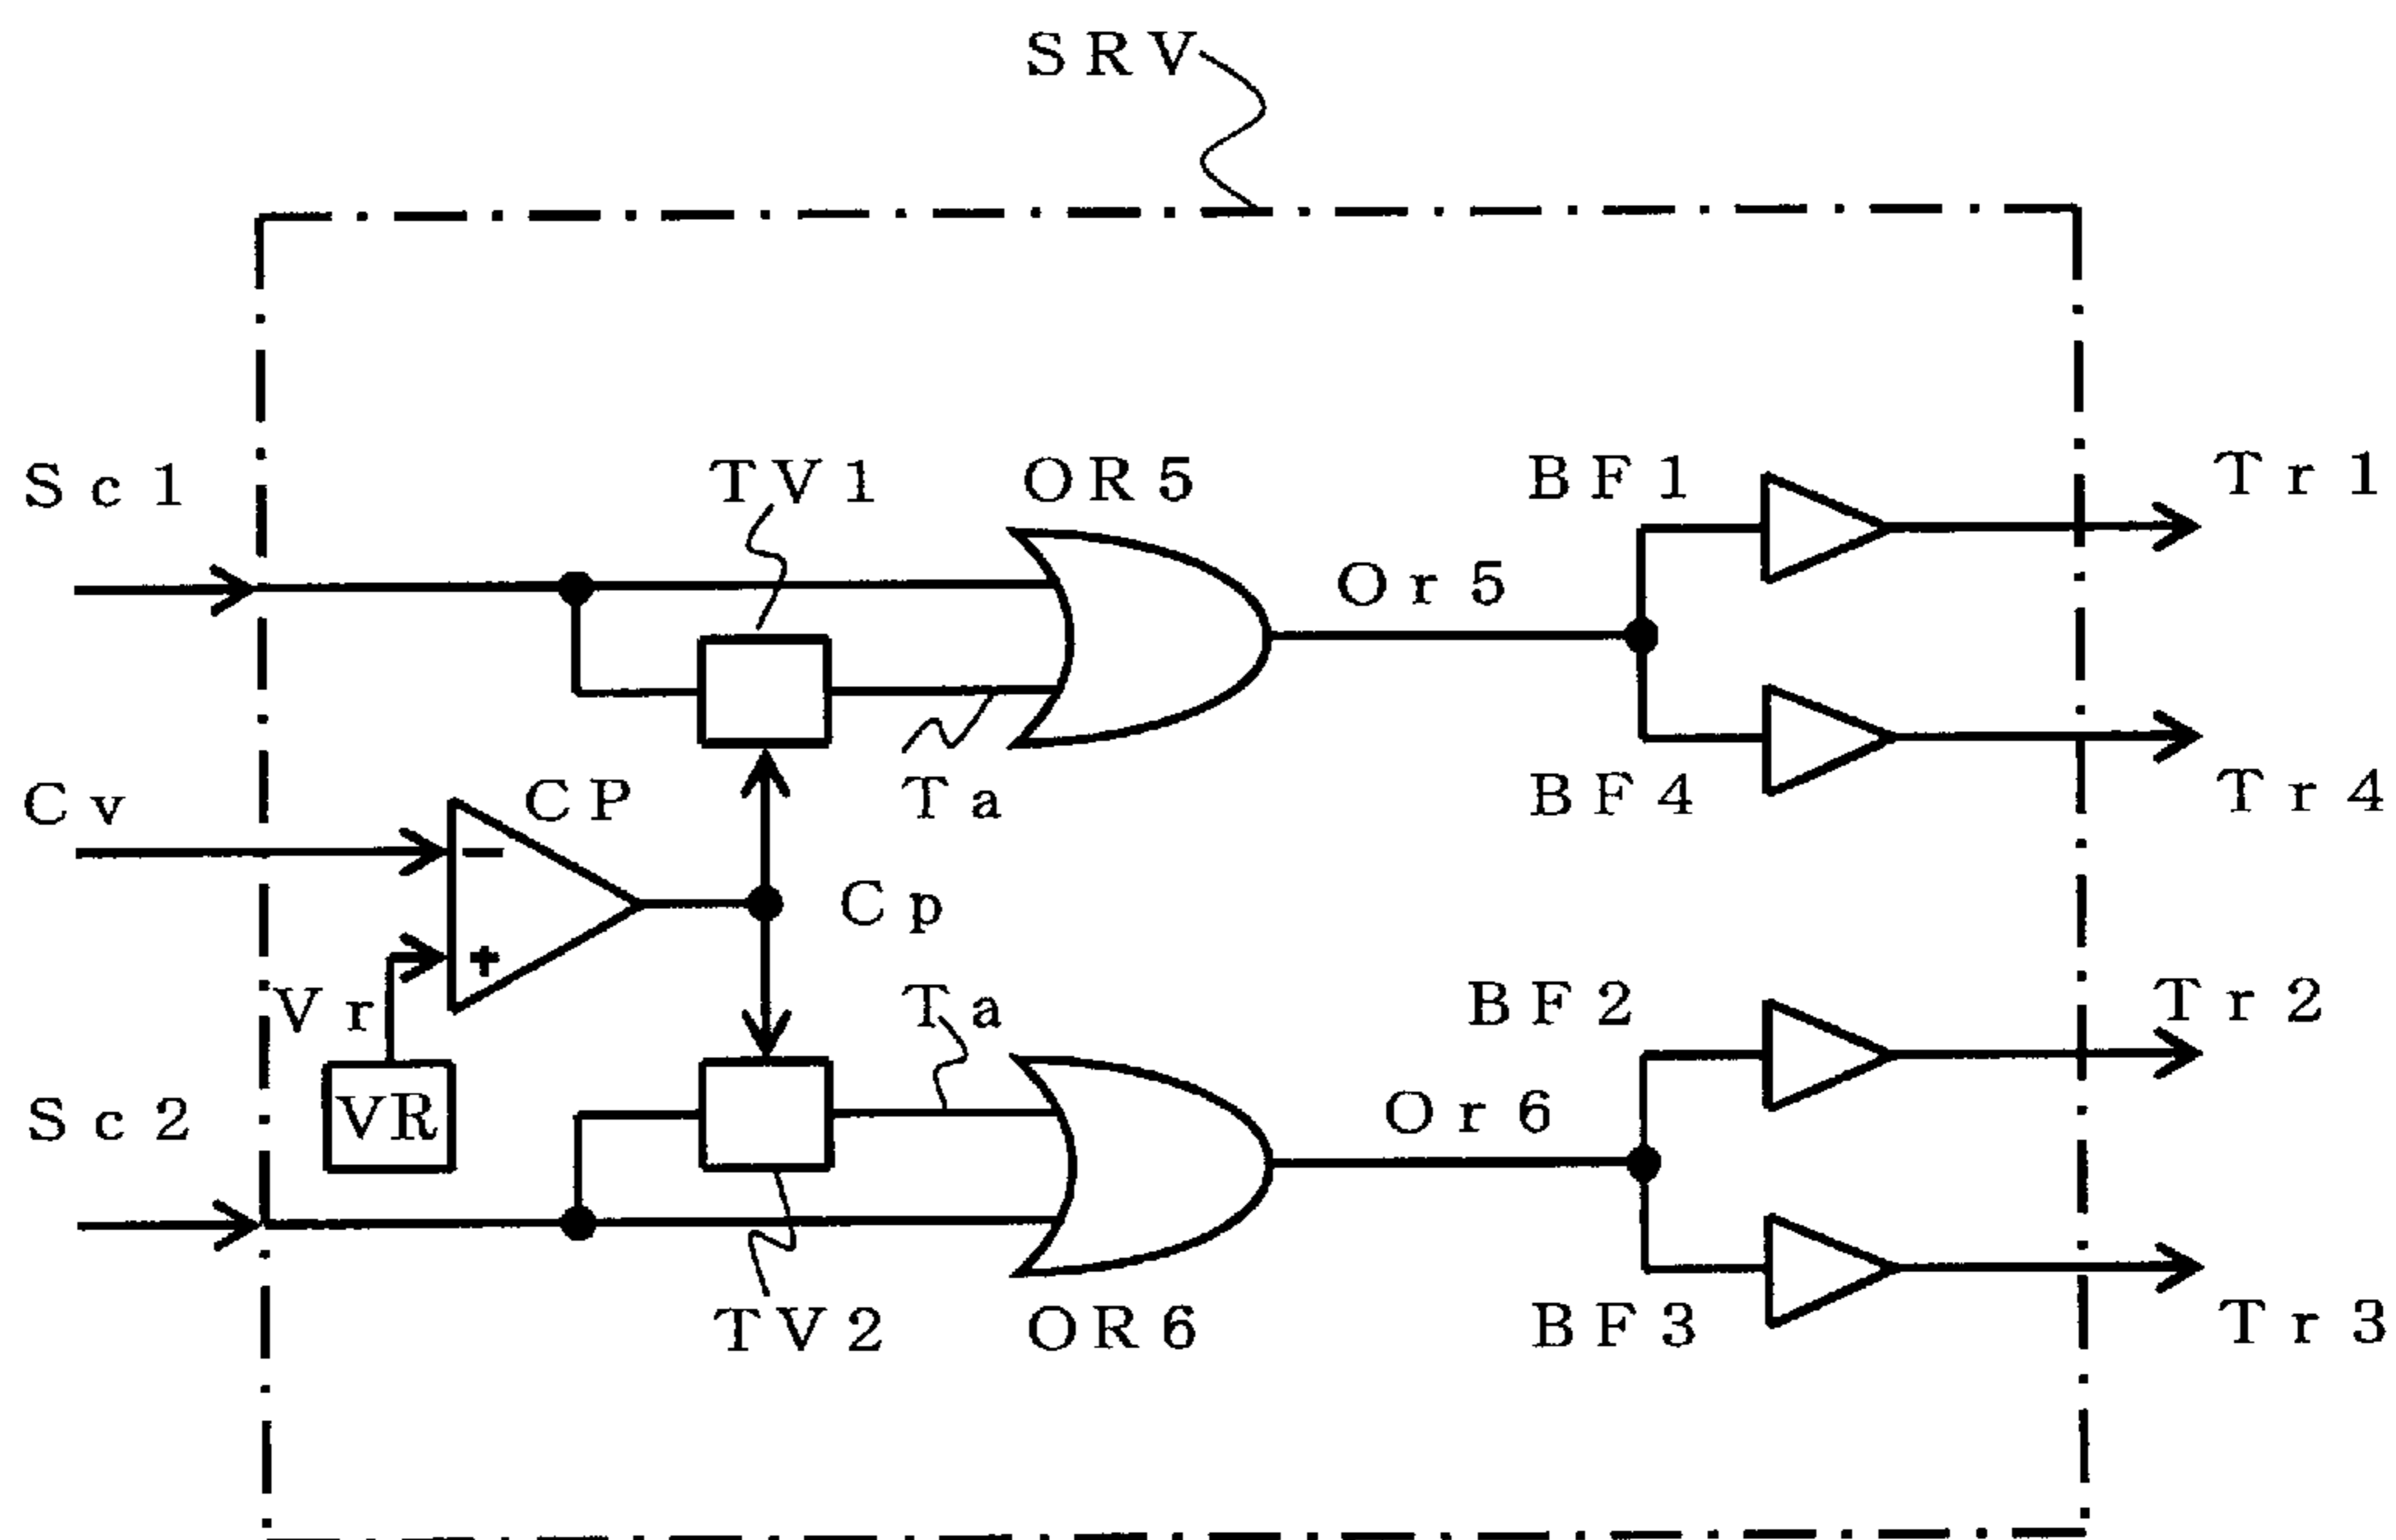 SRV
Sc1
TV1
OR5
BF1
Tr1
Or5
Cv
CP
Ta
BF4
Tr4
Cp
Vr
Ta
BF2
Tr2
Sc2
VR
Or6
TV2
OR6
BF3
Tr3